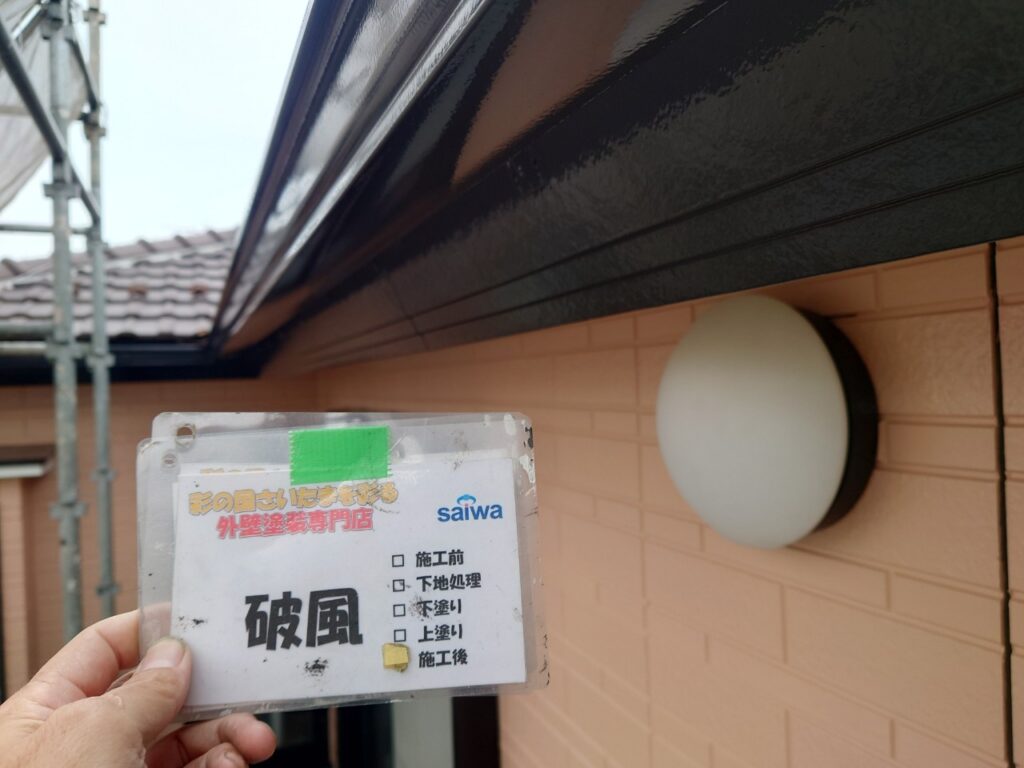 彩の国さいたまを彩る
外壁塗装専門店
saiwa
破風
□ 施工前
□ 下地処理
□ 下塗り
□ 上塗り
施工後